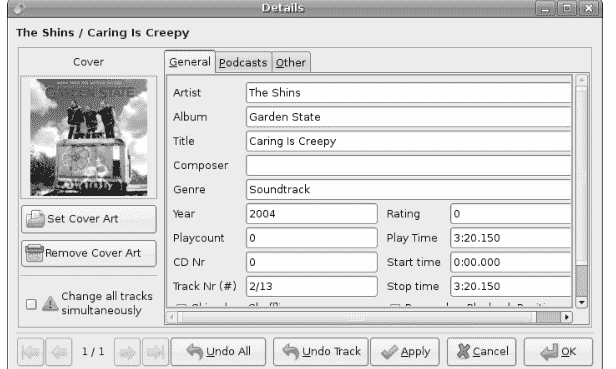 Details
The Shins / Caring Is Creepy
Cover
General Podcasts Other
GARDEN STATE
Artist The Shins
Album Garden State
Title Caring Is Creepy
Composer
Genre Soundtrack
Year 2004 Rating 0
Playcount 0 Play Time 3:20.150
CD Nr 0 Start time 0:00.000
Track Nr (#) 2/13 Stop time 3:20.150
Set Cover Art
Remove Cover Art
Change all tracks
simultaneously
1 / 1 Undo All Undo Track Apply Cancel OK